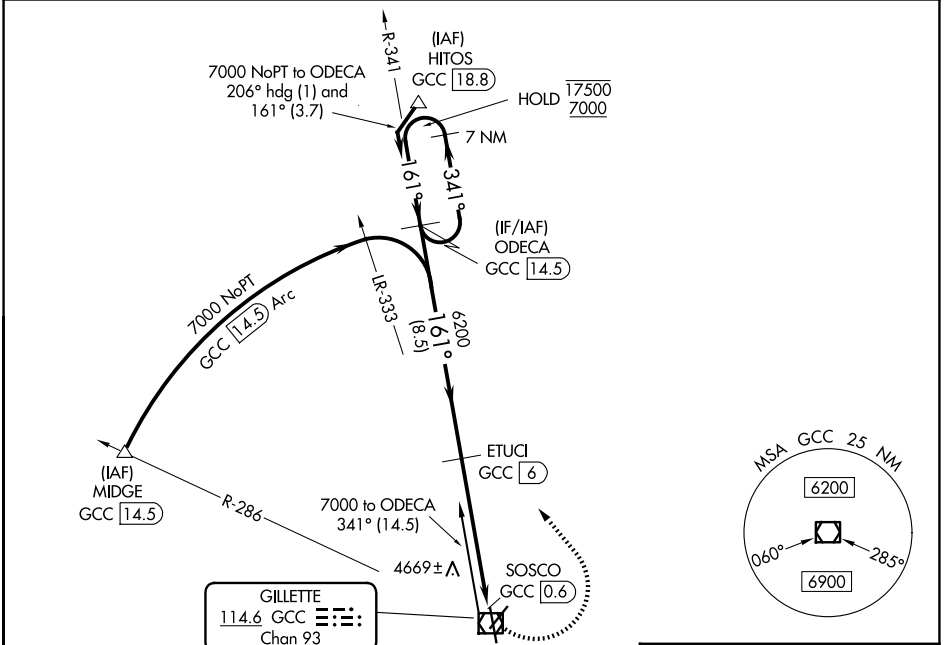 R-341
(IAF)
HITOS
GCC 18.8
7000 NoPT to ODECA
206° hdg (1) and
161° (3.7)
HOLD 17500
7000
7 NM
161°
341°
(IF/IAF)
ODECA
GCC 14.5
7000 NoPT
GCC 14.5 Arc
LR-333
6200
161°
(8.5)
(IAF)
MIDGE
GCC 14.5
R-286
ETUCI
GCC 6
7000 to ODECA
341° (14.5)
4669±
SOSCO
GCC 0.6
GILLETTE
114.6 GCC
Chan 93
MSA GCC 25 NM
6200
060°
285°
6900